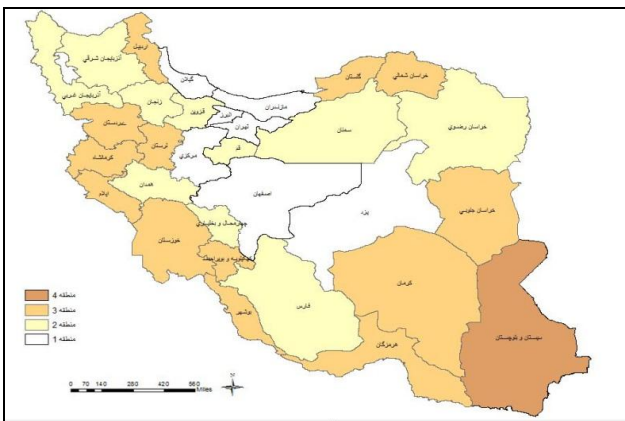 اردبیل
آذربایجان شرقی
گیلان
گلستان
خراسان شمالی
آذربایجان غربی
زنجان
قزوین
مازندران
البرز
تهران
سمنان
خراسان رضوی
کردستان
لرستان
مرکزی
قم
کرمانشاه
همدان
ایلام
اصفهان
یزد
خراسان جنوبی
چهارمحال و بختیاری
خوزستان
کهکیلویه و بویراحمد
کرمان
فارس
بوشهر
هرمزگان
سیستان و بلوچستان
منطقه 4
منطقه 3
منطقه 2
منطقه 1
0 70 140 280 420 560
Miles